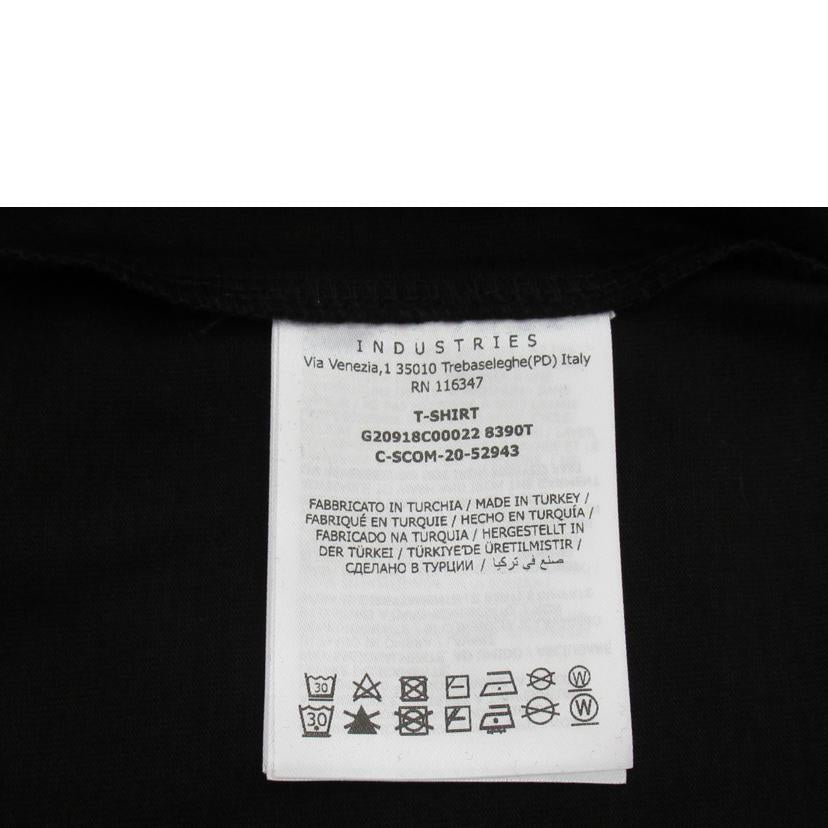 INDUSTRIES
Via Venezia,1 35010 Trebaseleghe(PD) Italy
RN 116347
T-SHIRT
G20918C00022 8390T
C-SCOM-20-52943
FABBRICATO IN TURCHIA / MADE IN TURKEY /
FABRIQUÉ EN TURQUIE / HECHO EN TURQUÍA /
FABRICADO NA TURQUIA / HERGESTELLT IN
DER TÜRKEI / TÜRKIYE'DE ÜRETILMISTIR /
СДЕЛАНО В ТУРЦИИ / صنع في تركيا
30 W
30 W